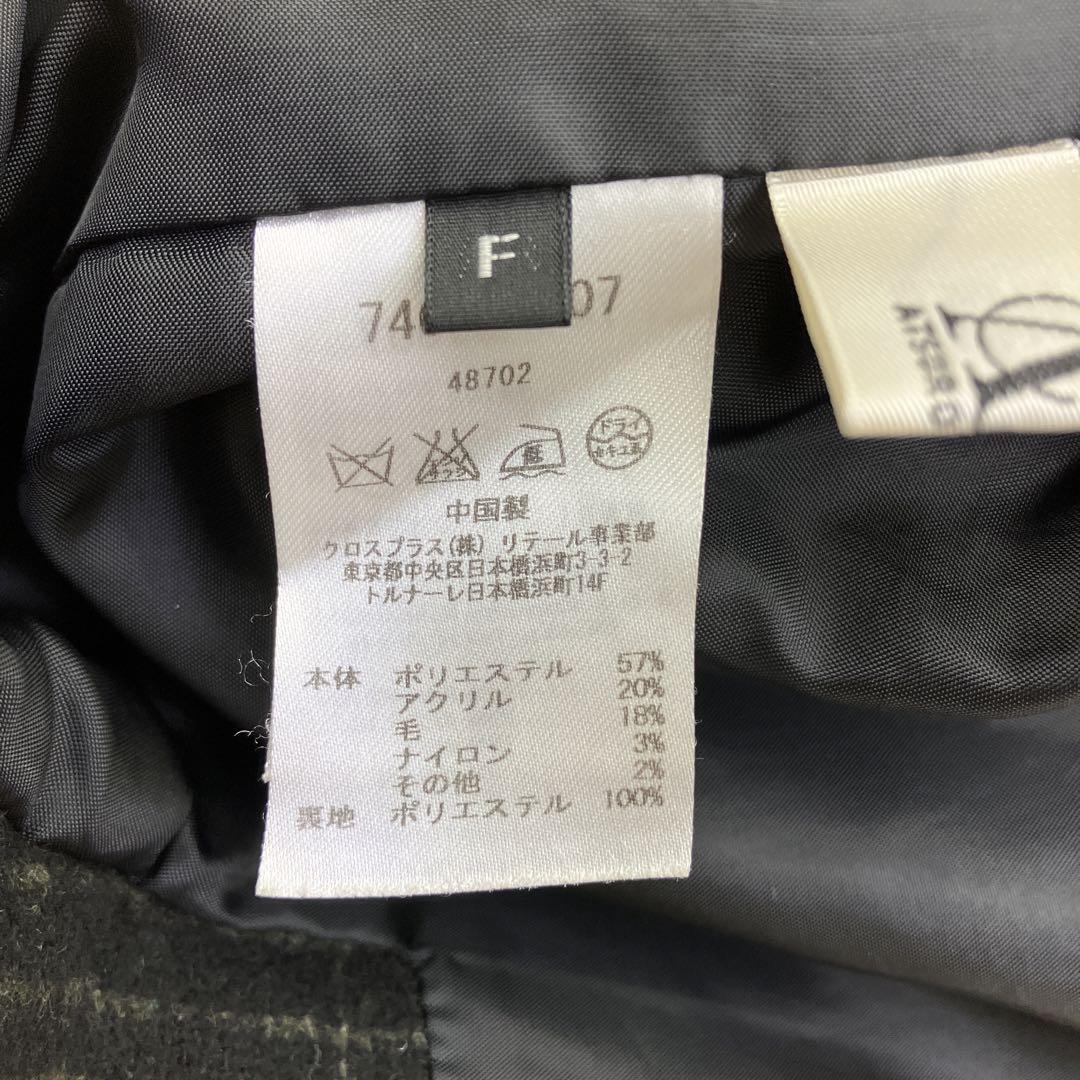 F
07
48702
ドライ
セキユ系
中国製
クロスプラス(株) リテール事業部
東京都中央区日本橋浜町3-3-2
トルナーレ日本橋浜町14F
本体 ポリエステル 57%
アクリル 20%
毛 18%
ナイロン 3%
その他 2%
裏地 ポリエステル 100%